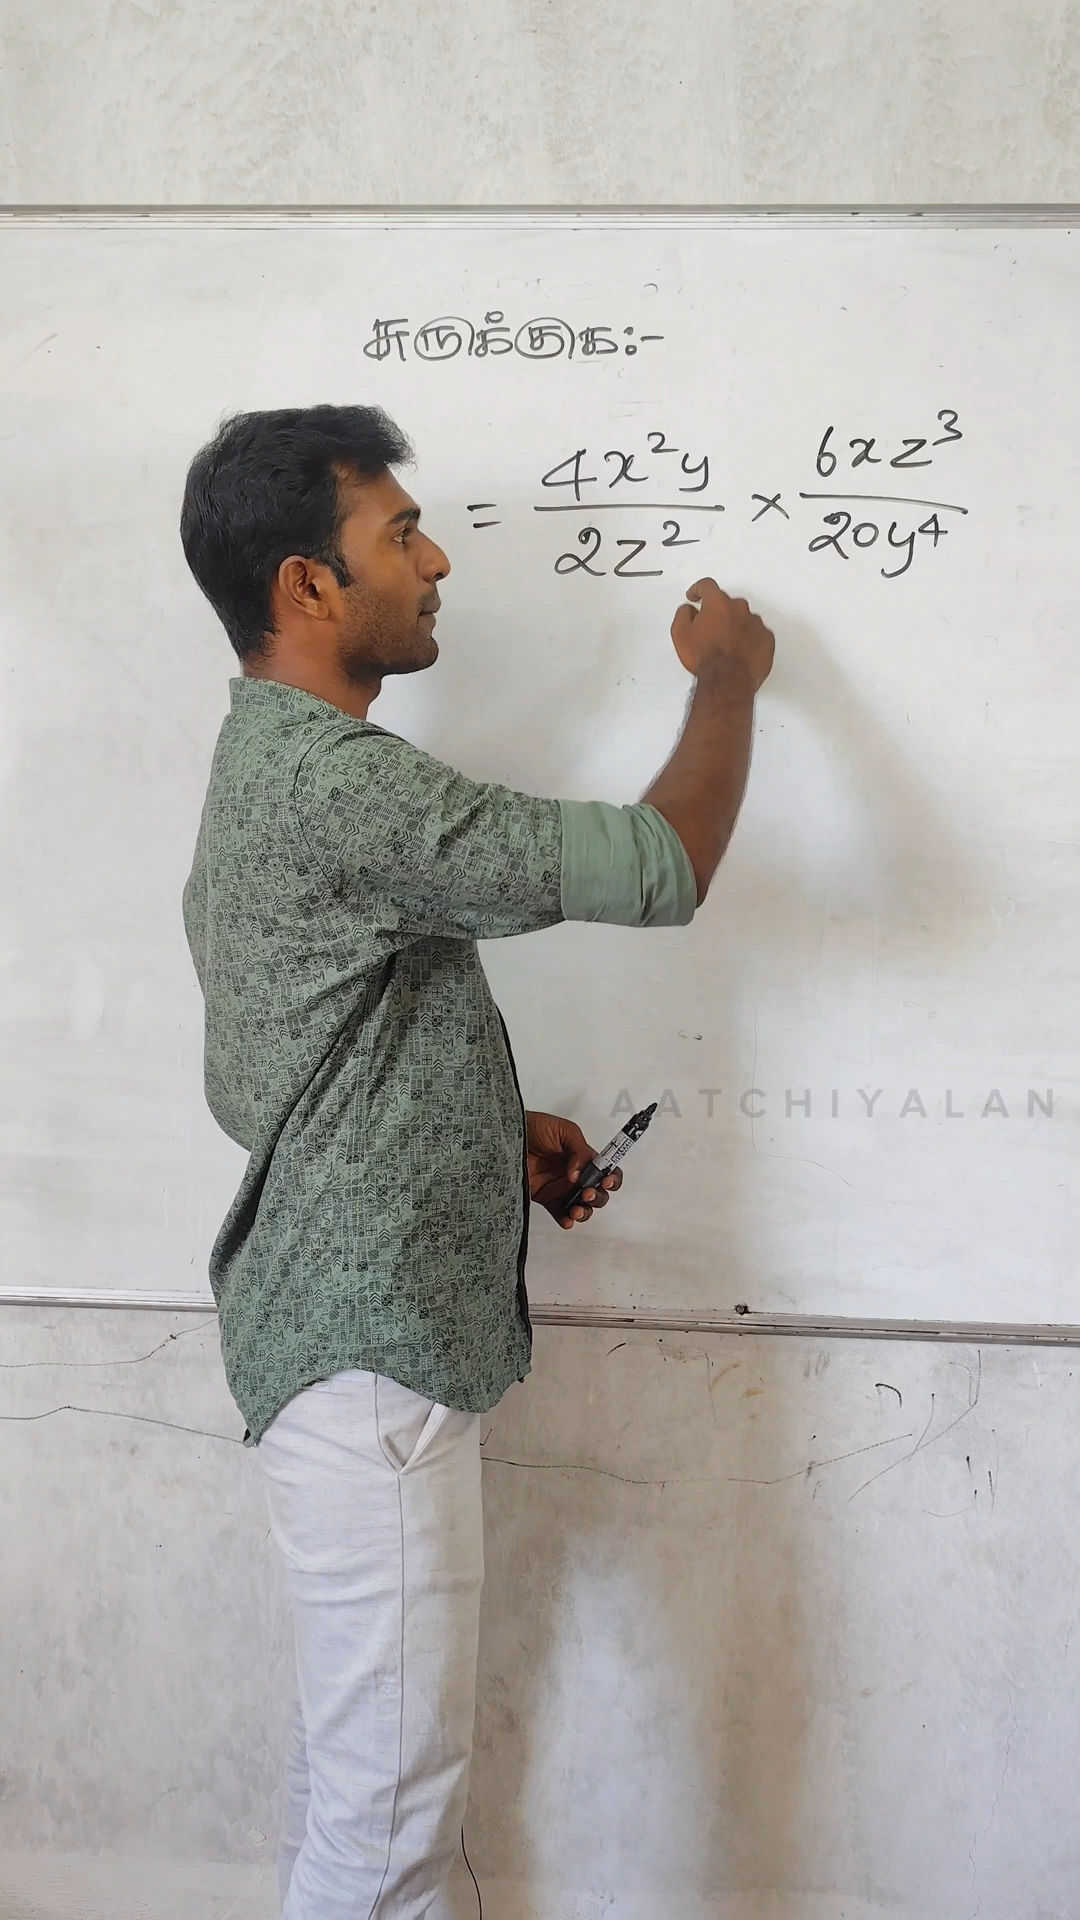 சுருக்குக:-
= 4x²y / 2z² × 6xz³ / 20y⁴
AATCHIYALAN